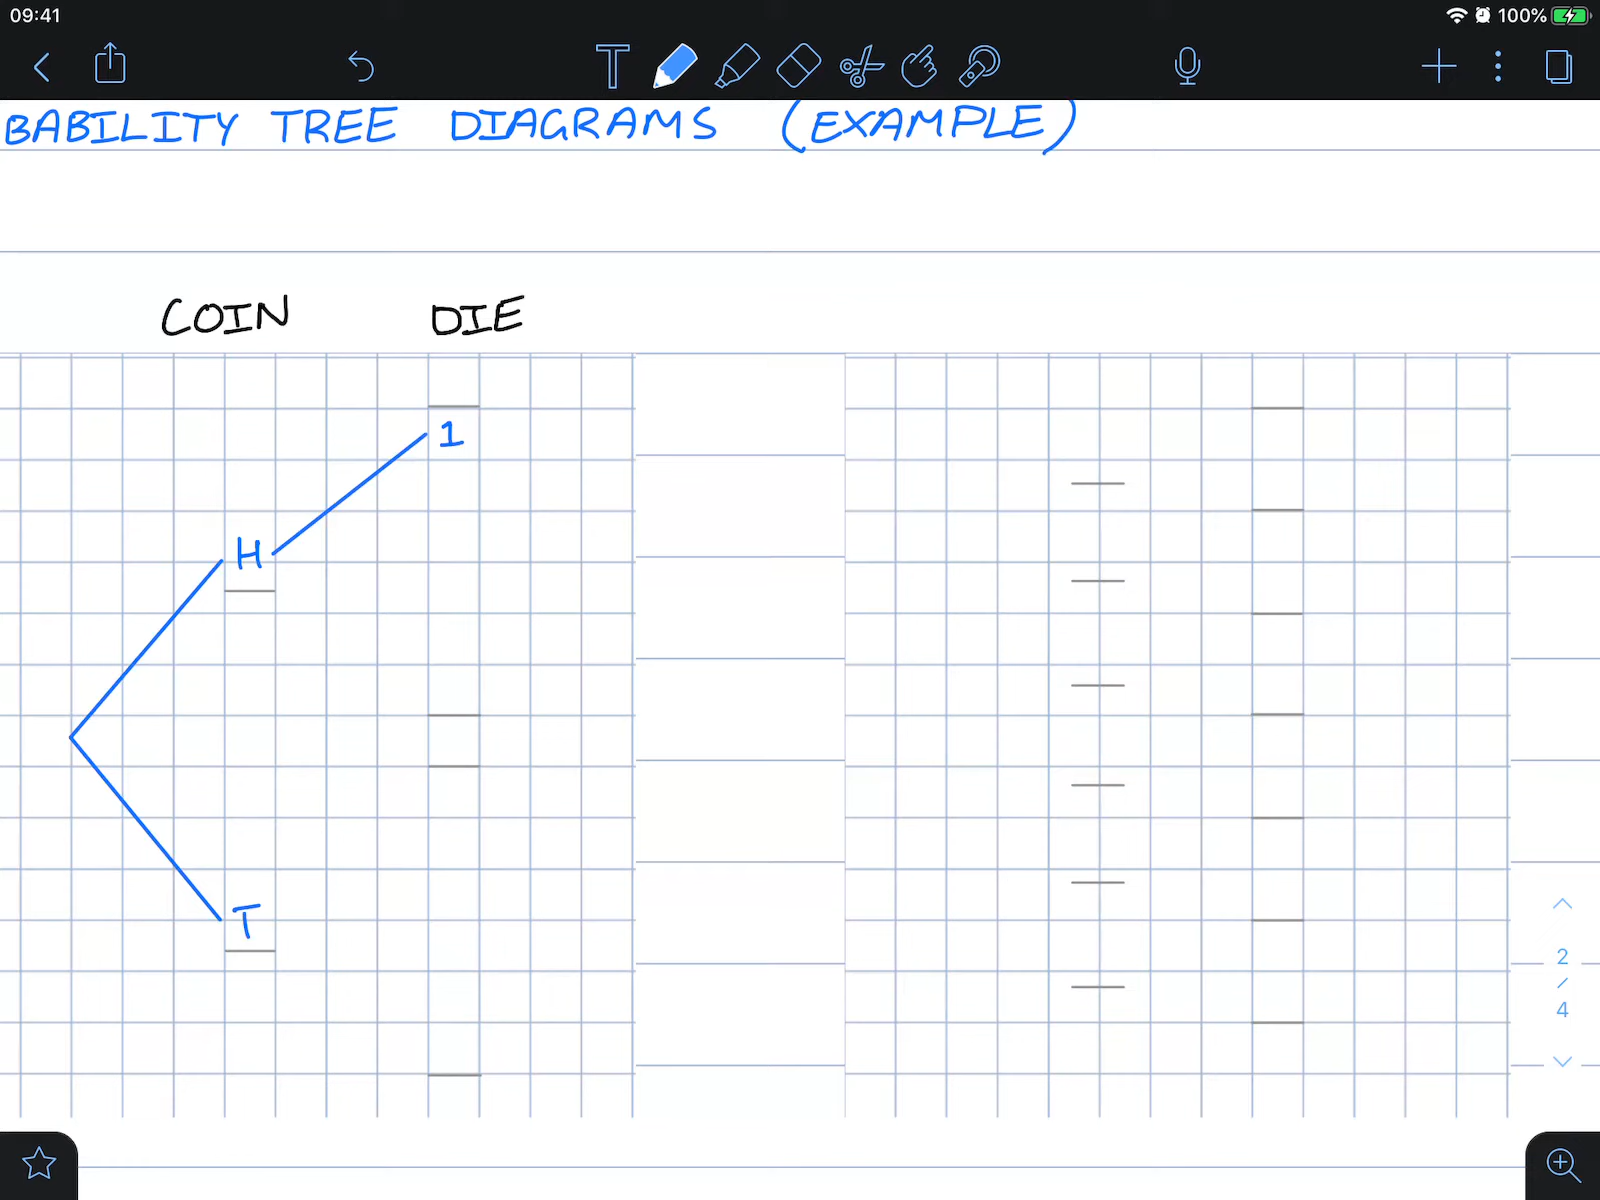 09:41 100%
T
BABILITY TREE DIAGRAMS (EXAMPLE)
COIN DIE
1
H
T
2
/
4